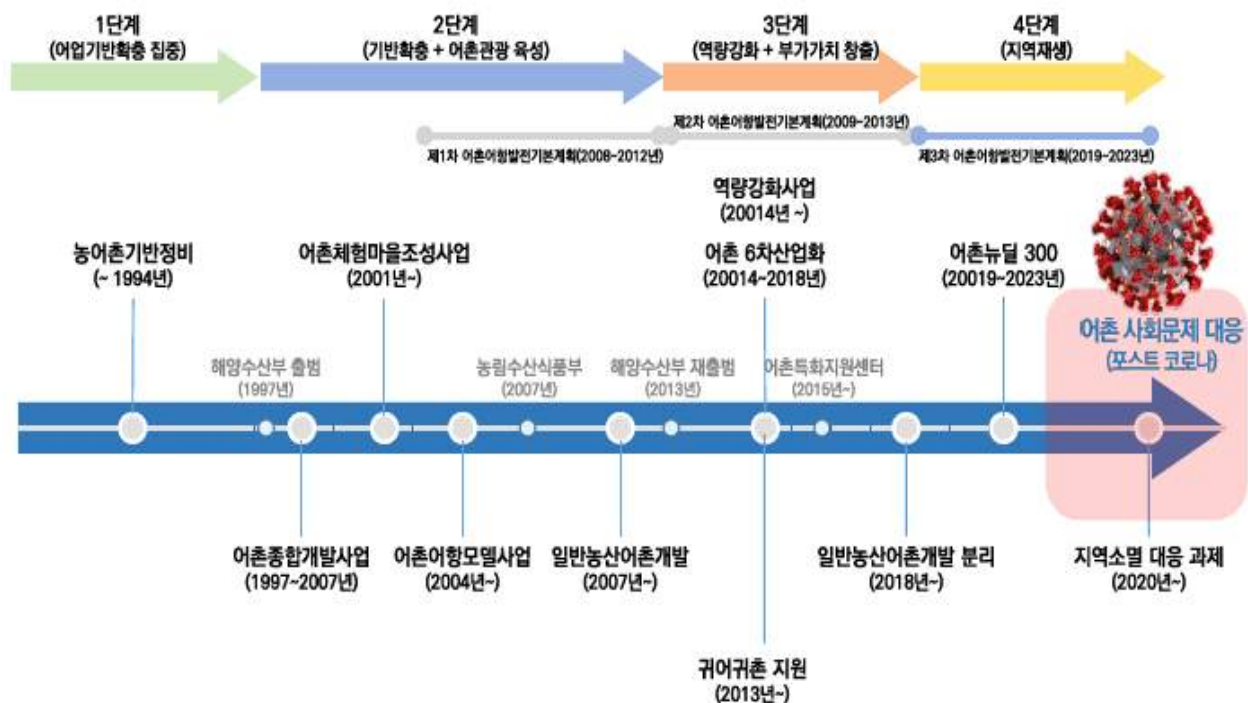 1단계
(어업기반확충 집중)
2단계
(기반확충 + 어촌관광 육성)
3단계
(역량강화 + 부가가치 창출)
4단계
(지역재생)
제2차 어촌어항발전기본계획(2009~2013년)
제1차 어촌어항발전기본계획(2008~2012년)
제3차 어촌어항발전기본계획(2019~2023년)
역량강화사업
(20014년 ~)
농어촌기반정비
(~ 1994년)
어촌체험마을조성사업
(2001년~)
어촌 6차산업화
(20014~2018년)
어촌뉴딜 300
(20019~2023년)
어촌 사회문제 대응
(포스트 코로나)
해양수산부 출범
(1997년)
농림수산식품부
(2007년)
해양수산부 재출범
(2013년)
어촌특화지원센터
(2015년~)
어촌종합개발사업
(1997~2007년)
어촌어항모델사업
(2004년~)
일반농산어촌개발
(2007년~)
일반농산어촌개발 분리
(2018년~)
지역소멸 대응 과제
(2020년~)
귀어귀촌 지원
(2013년~)